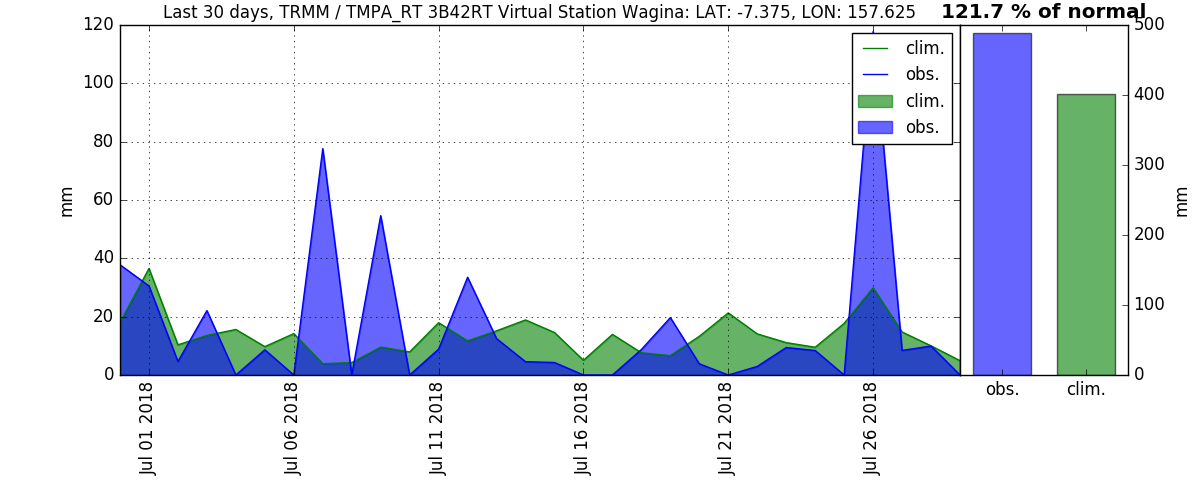 Last 30 days, TRMM / TMPA_RT 3B42RT Virtual Station Wagina: LAT: -7.375, LON: 157.625
121.7 % of normal
120
100
80
60
40
20
0
mm
clim.
obs.
clim.
obs.
500
400
300
200
100
0
mm
Jul 01 2018
Jul 06 2018
Jul 11 2018
Jul 16 2018
Jul 21 2018
Jul 26 2018
obs.
clim.